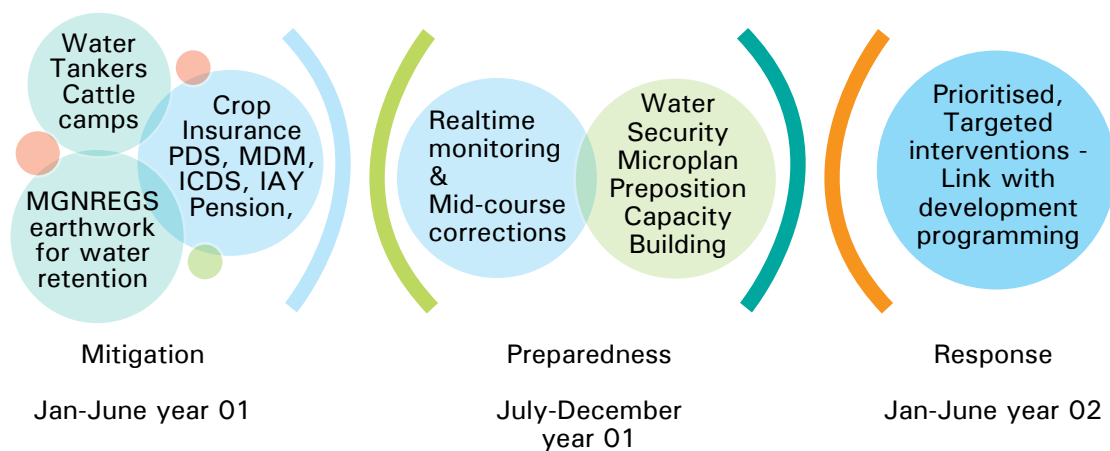 Water
Tankers
Cattle
camps
Crop
Insurance
PDS, MDM,
ICDS, IAY
Pension,
MGNREGS
earthwork
for water
retention
Mitigation
Jan-June year 01
Realtime
monitoring
&
Mid-course
corrections
Water
Security
Microplan
Preposition
Capacity
Building
Preparedness
July-December
year 01
Prioritised,
Targeted
interventions -
Link with
development
programming
Response
Jan-June year 02